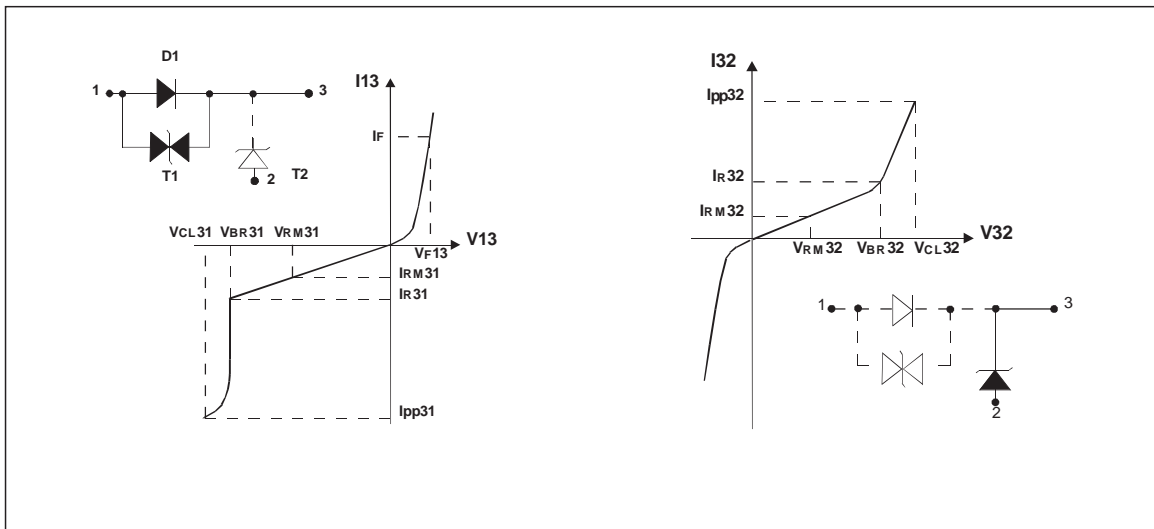 D1
1
3
T1
2
T2
I13
IF
VCL31 VBR31 VRM31
V13
VF13
IRM31
IR31
Ipp31
I32
Ipp32
IR32
IRM32
V32
VRM32 VBR32 VCL32
1
3
2